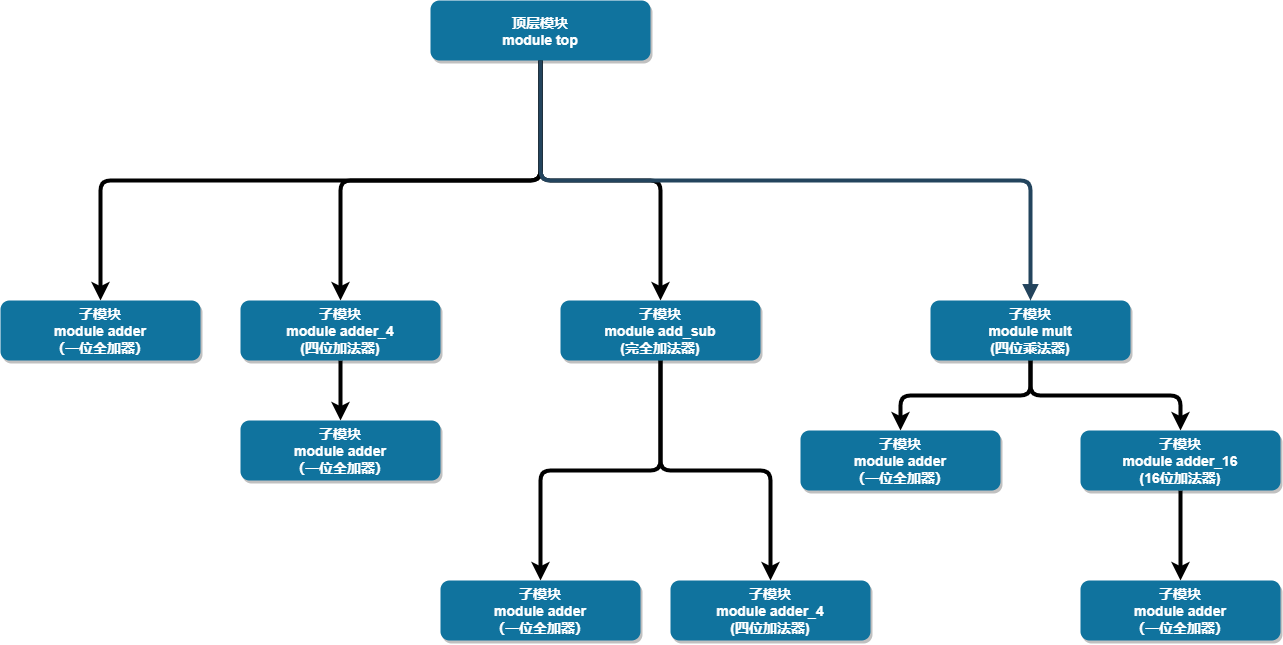 顶层模块
module top
子模块
module adder
（一位全加器）
子模块
module adder_4
(四位加法器)
子模块
module add_sub
(完全加法器)
子模块
module mult
(四位乘法器)
子模块
module adder
（一位全加器）
子模块
module adder
（一位全加器）
子模块
module adder_16
(16位加法器)
子模块
module adder
（一位全加器）
子模块
module adder_4
(四位加法器)
子模块
module adder
（一位全加器）